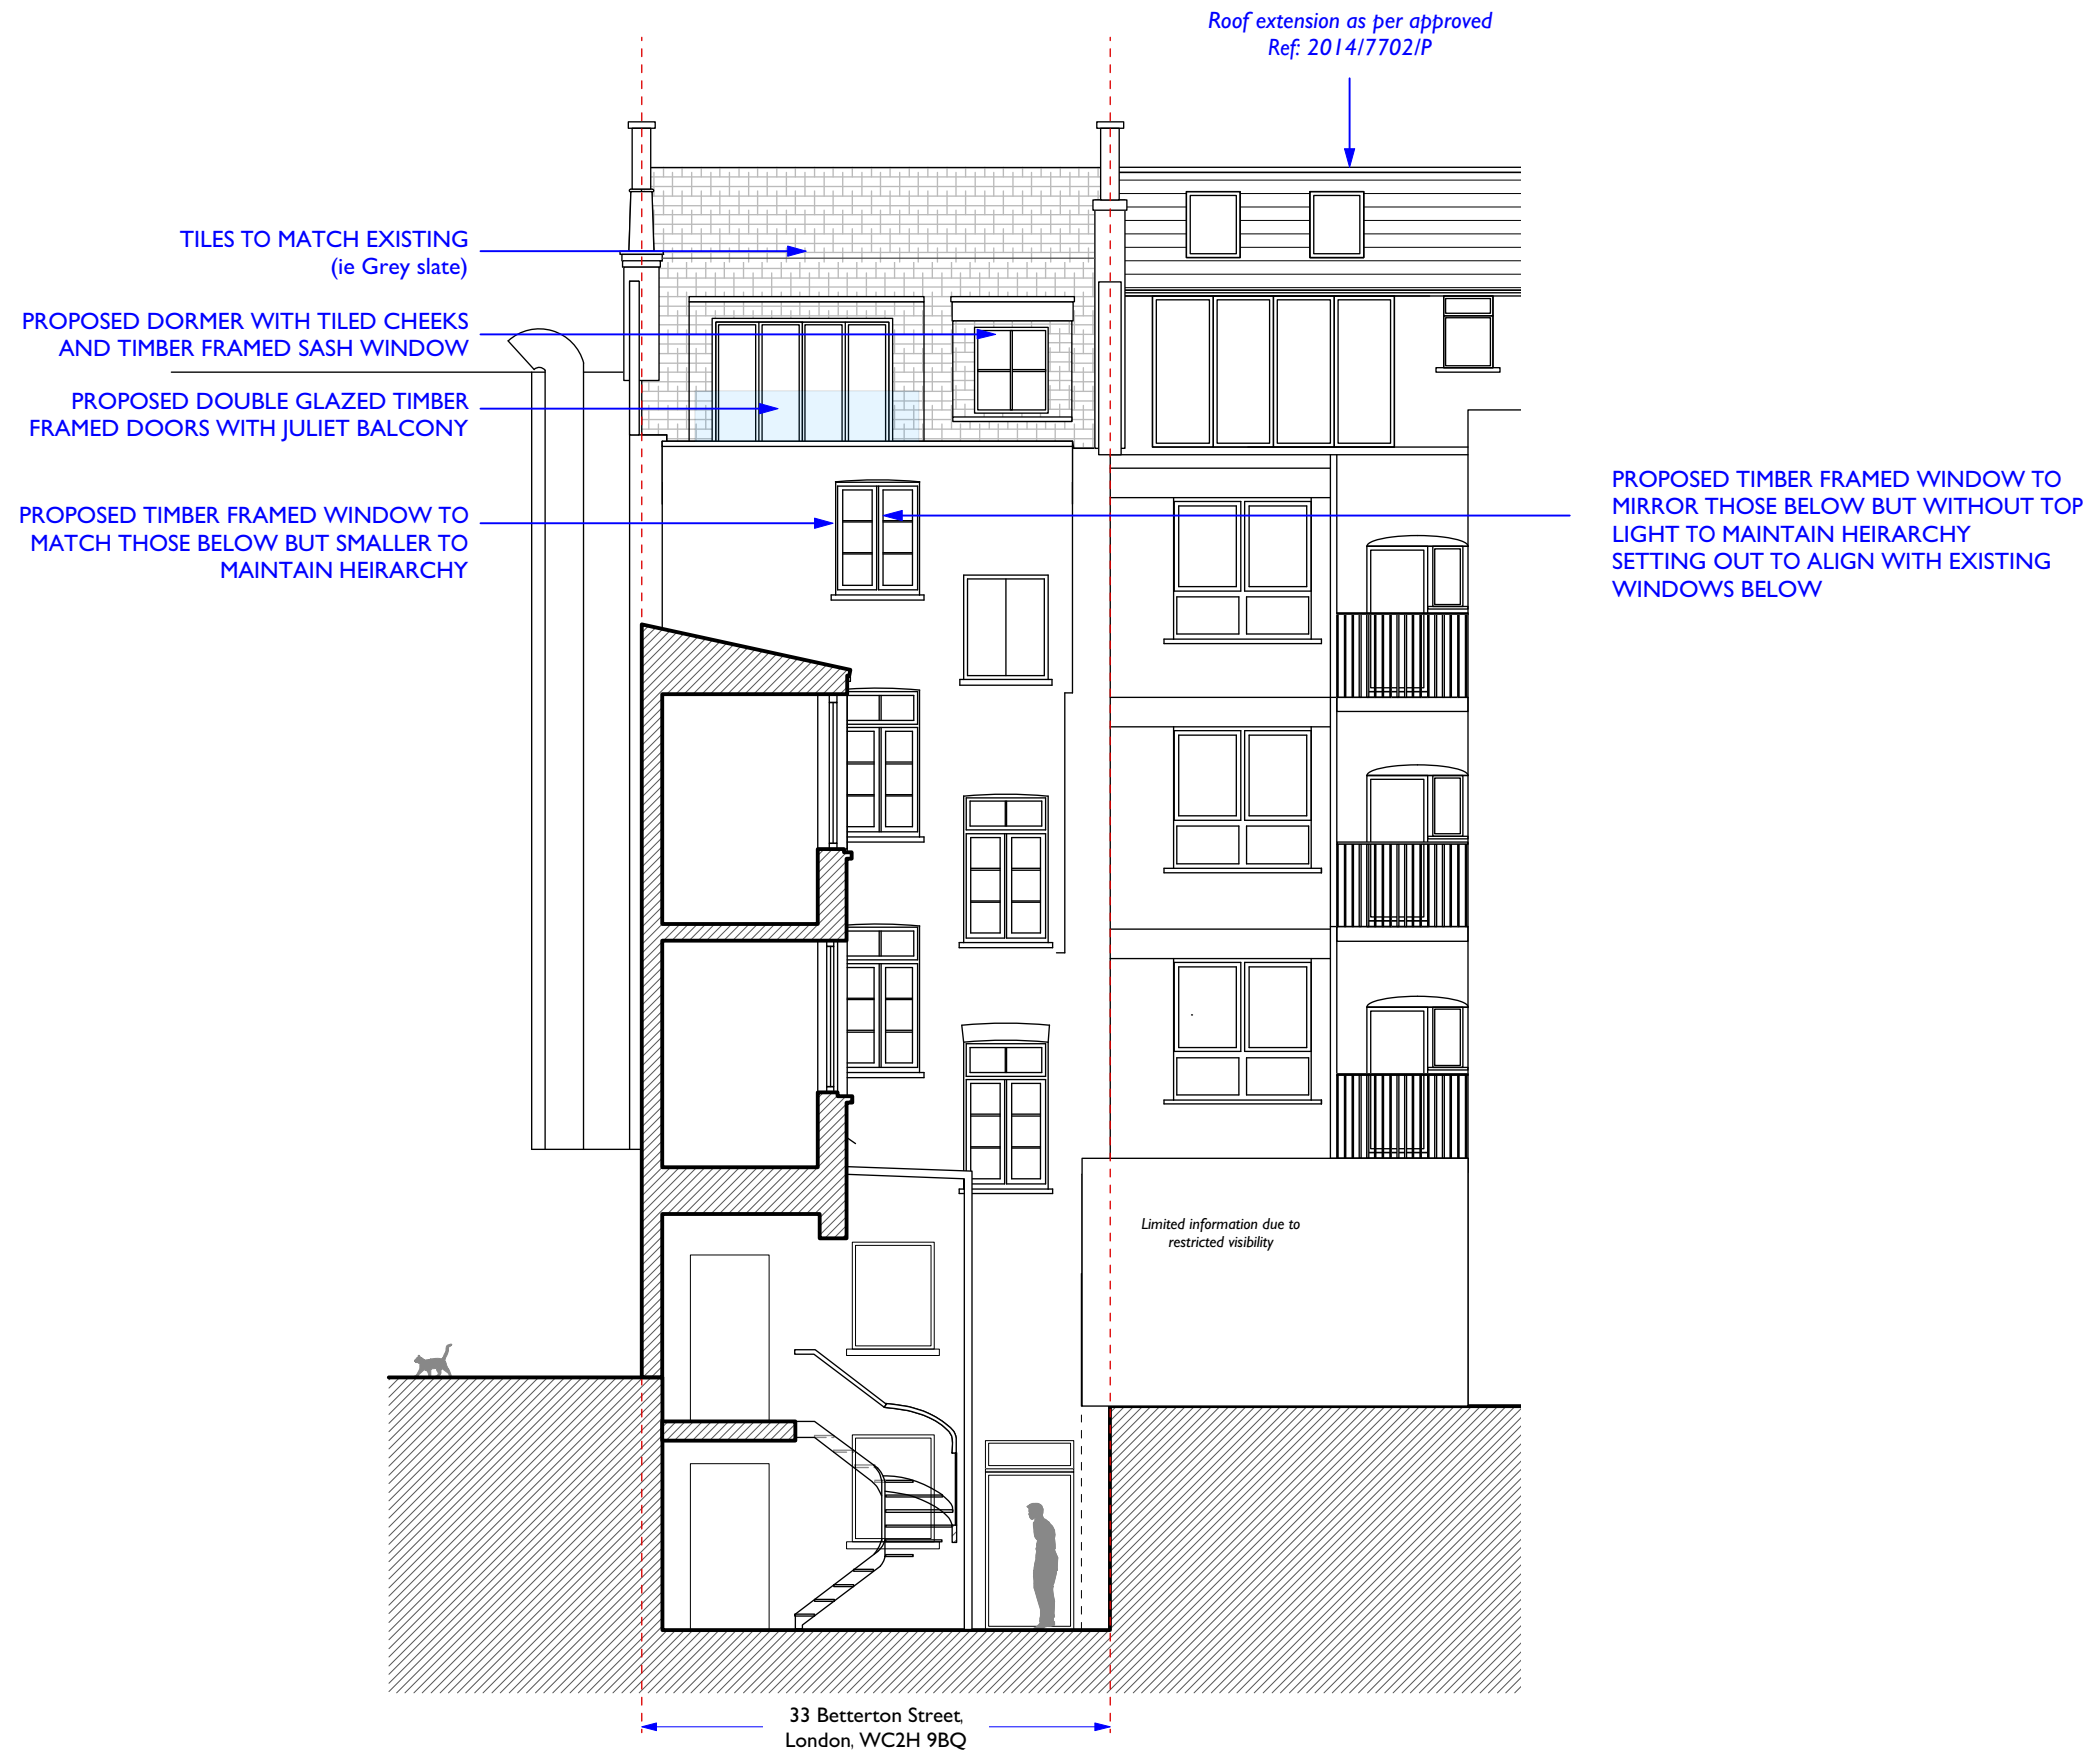 Roof extension as per approved
Ref: 2014/7702/P
TILES TO MATCH EXISTING
(ie Grey slate)
PROPOSED DORMER WITH TILED CHEEKS
AND TIMBER FRAMED SASH WINDOW
PROPOSED DOUBLE GLAZED TIMBER
FRAMED DOORS WITH JULIET BALCONY
PROPOSED TIMBER FRAMED WINDOW TO
MATCH THOSE BELOW BUT SMALLER TO
MAINTAIN HEIRARCHY
PROPOSED TIMBER FRAMED WINDOW TO
MIRROR THOSE BELOW BUT WITHOUT TOP
LIGHT TO MAINTAIN HEIRARCHY
SETTING OUT TO ALIGN WITH EXISTING
WINDOWS BELOW
Limited information due to
restricted visibility
33 Betterton Street,
London, WC2H 9BQ